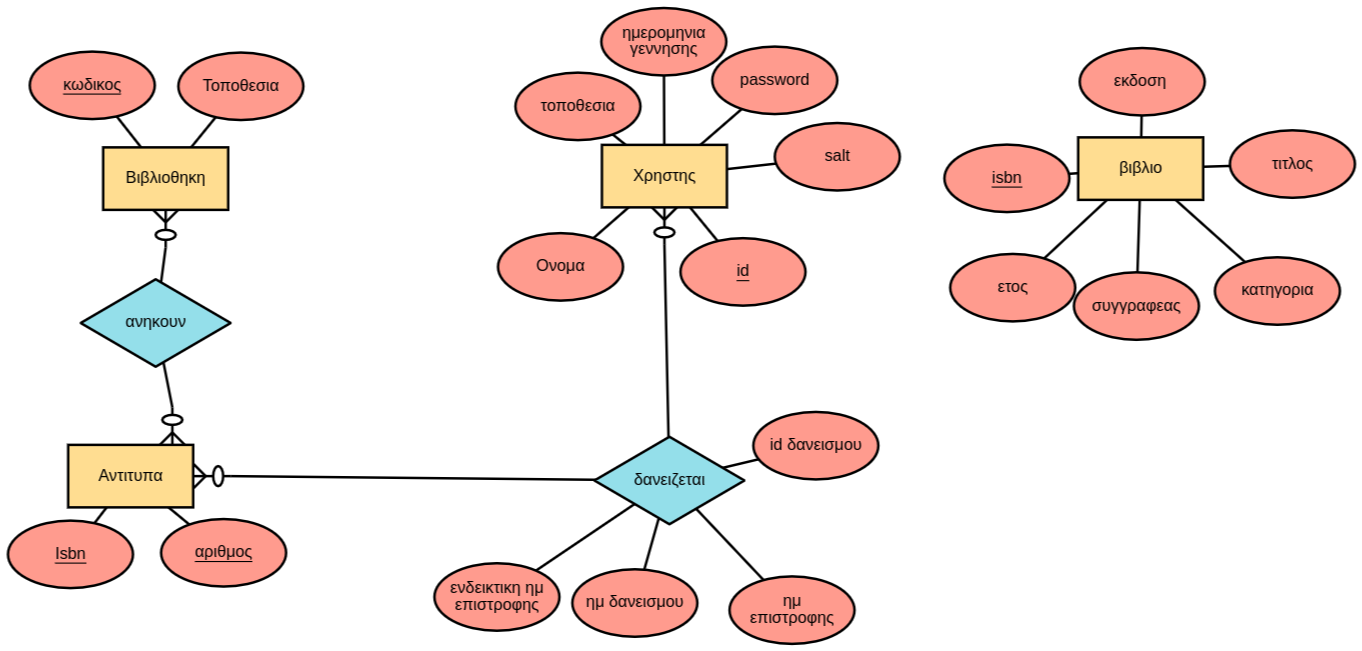 ημερομηνια
γεννησης
κωδικος
Τοποθεσια
τοποθεσια
password
εκδοση
salt
Βιβλιοθηκη
Χρηστης
isbn
βιβλιο
τιτλος
Ονομα
id
ετος
συγγραφεας
κατηγορια
ανηκουν
id δανεισμου
Αντιτυπα
δανειζεται
Isbn
αριθμος
ενδεικτικη ημ
επιστροφης
ημ δανεισμου
ημ
επιστροφης